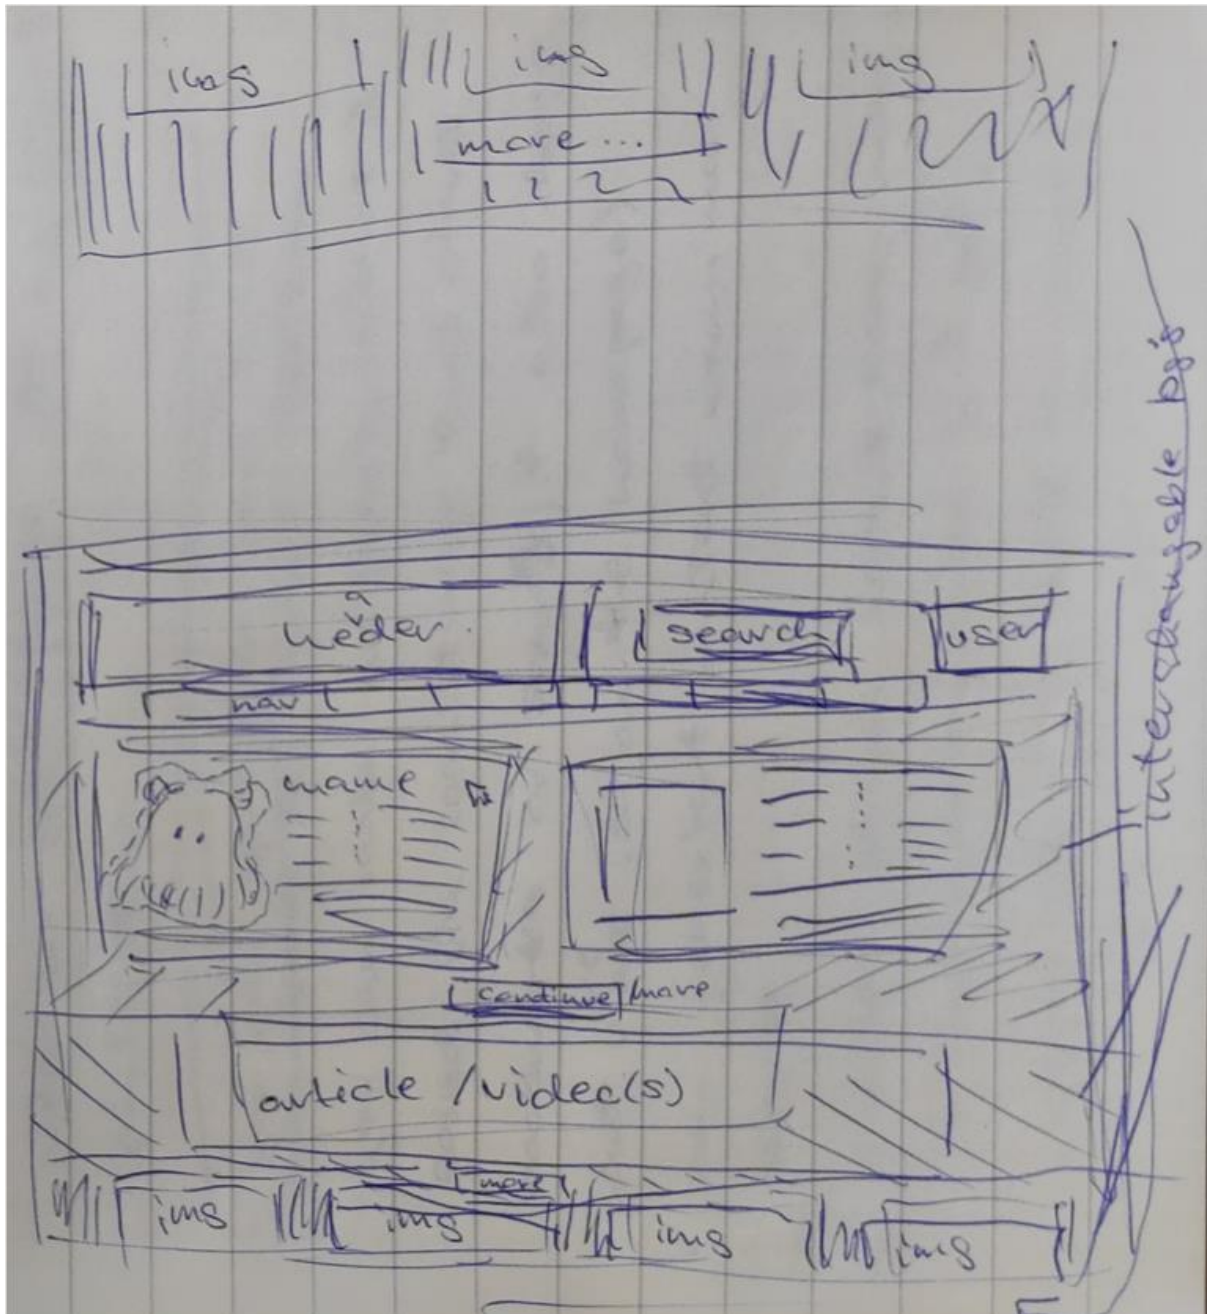 img img img
more...
heder
a
search
user
nav
name
continue /more
article /video(s)
more
img img img img
interchangable bg's